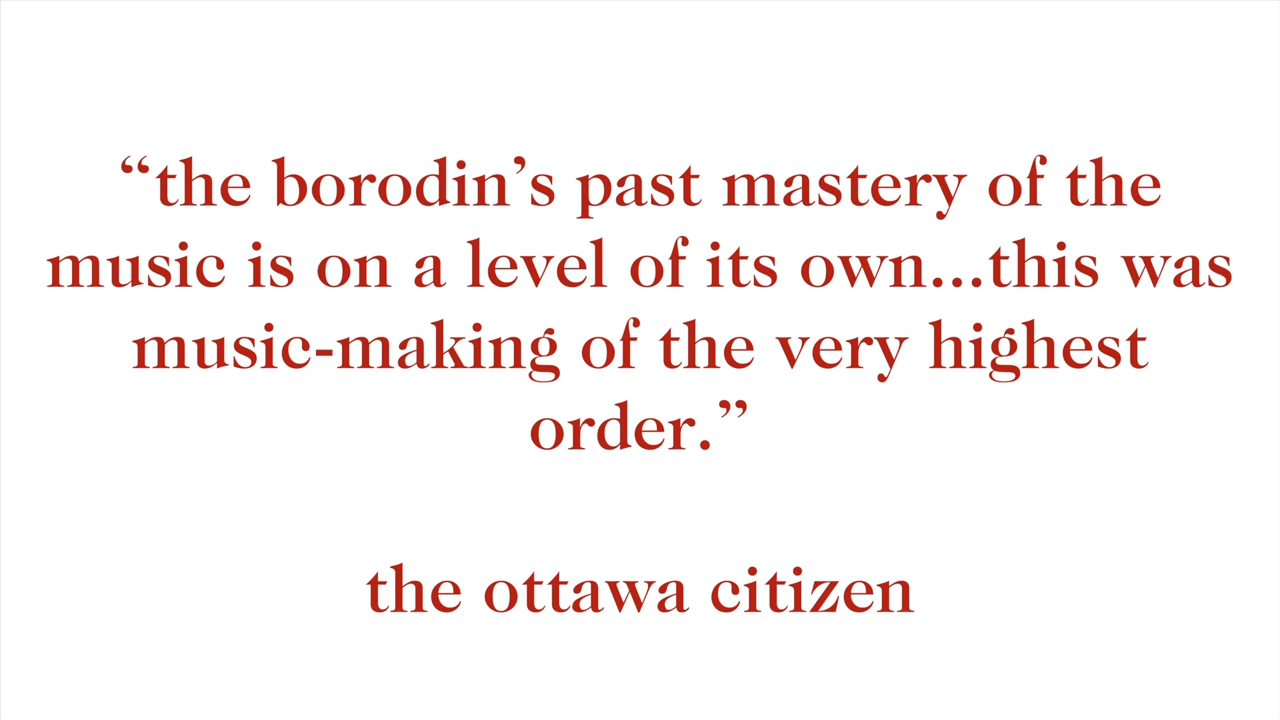 “the borodin’s past mastery of the
music is on a level of its own...this was
music-making of the very highest
order.”
the ottawa citizen